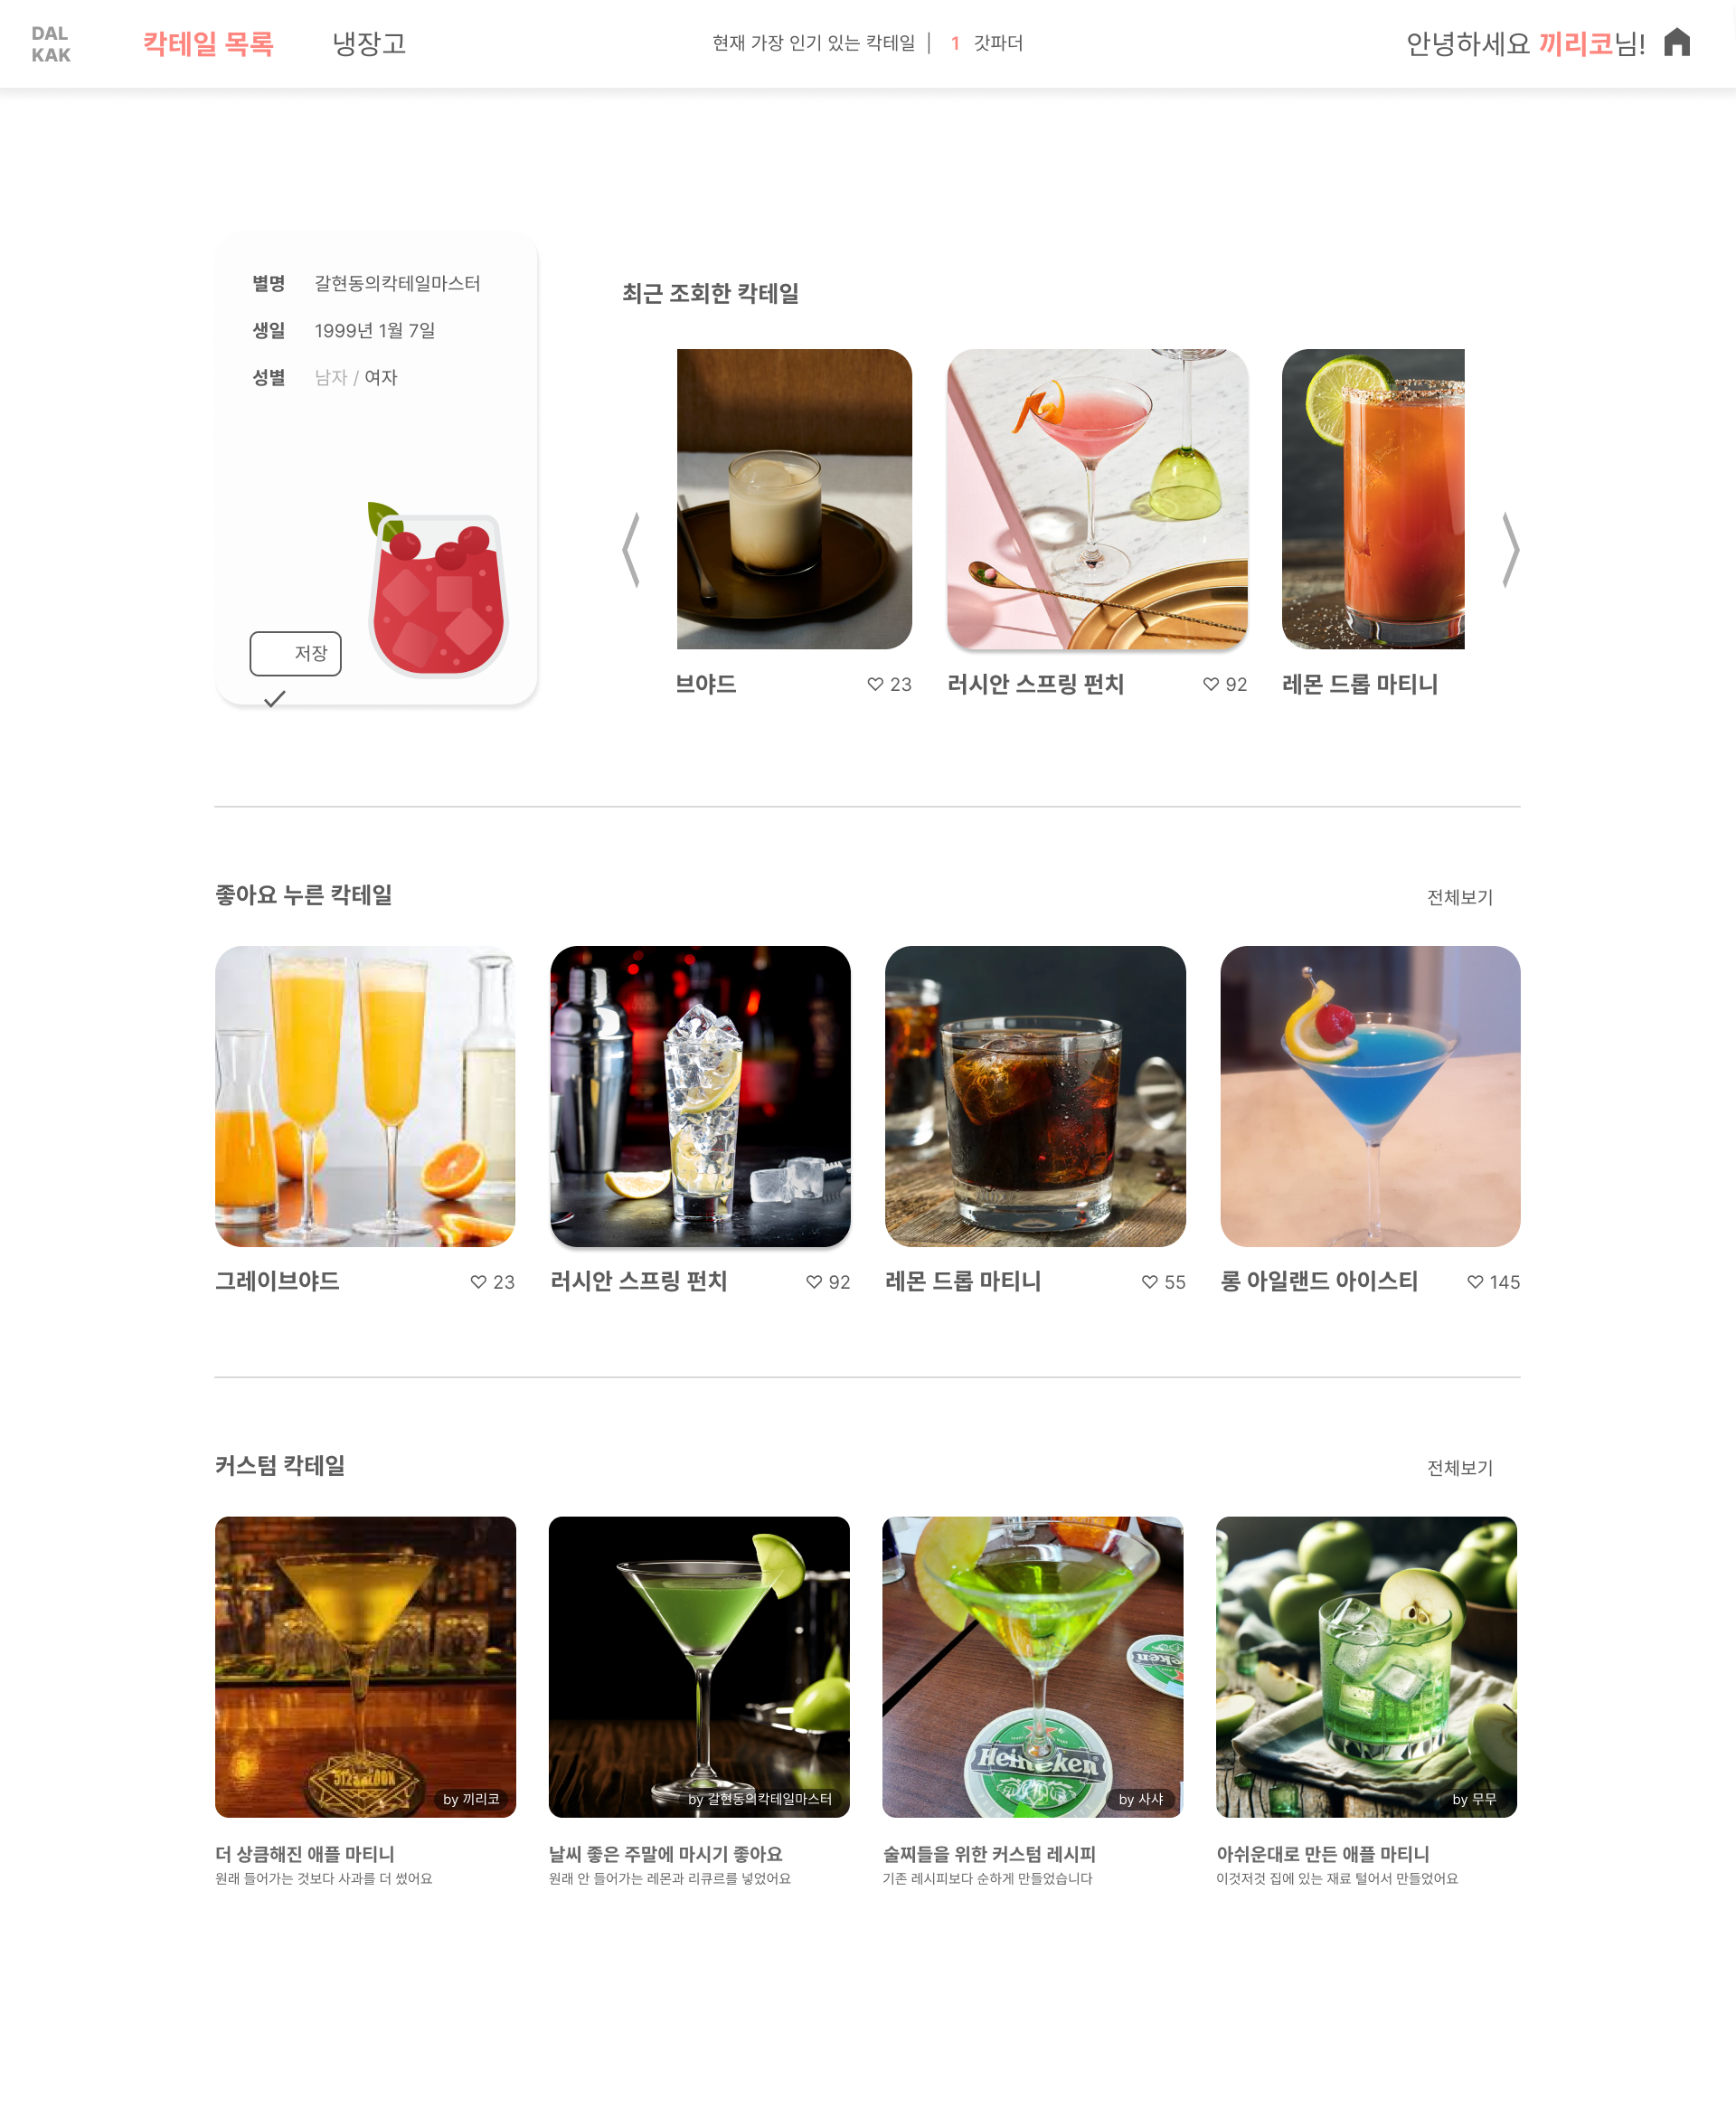 DAL
KAK
칵테일 목록
냉장고
현재 가장 인기 있는 칵테일 | 1 갓파더
안녕하세요 끼리코님!
별명 갈현동의칵테일마스터
생일 1999년 1월 7일
성별 남자 / 여자
저장
최근 조회한 칵테일
브야드 23
러시안 스프링 펀치 92
레몬 드롭 마티니
좋아요 누른 칵테일
전체보기
그레이브야드 23
러시안 스프링 펀치 92
레몬 드롭 마티니 55
롱 아일랜드 아이스티 145
커스텀 칵테일
전체보기
by 끼리코
더 상큼해진 애플 마티니
원래 들어가는 것보다 사과를 더 썼어요
by 갈현동의칵테일마스터
날씨 좋은 주말에 마시기 좋아요
원래 안 들어가는 레몬과 리큐르를 넣었어요
Heineken
by 사샤
술찌들을 위한 커스텀 레시피
기존 레시피보다 순하게 만들었습니다
by 무무
아쉬운대로 만든 애플 마티니
이것저것 집에 있는 재료 털어서 만들었어요